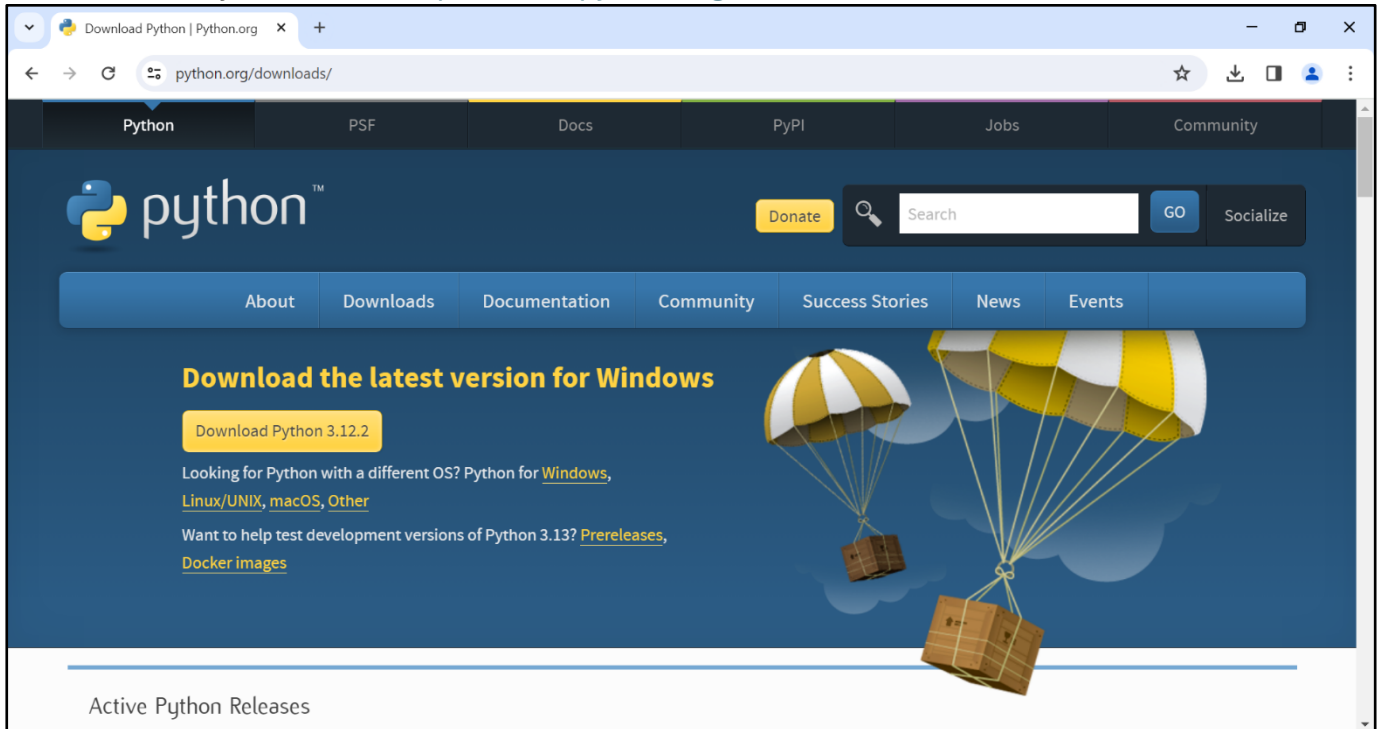 Download Python | Python.org
python.org/downloads/
Python PSF Docs PyPI Jobs Community
python™
Donate Search GO Socialize
About Downloads Documentation Community Success Stories News Events
Download the latest version for Windows
Download Python 3.12.2
Looking for Python with a different OS? Python for Windows,
Linux/UNIX, macOS, Other
Want to help test development versions of Python 3.13? Prereleases,
Docker images
Active Python Releases